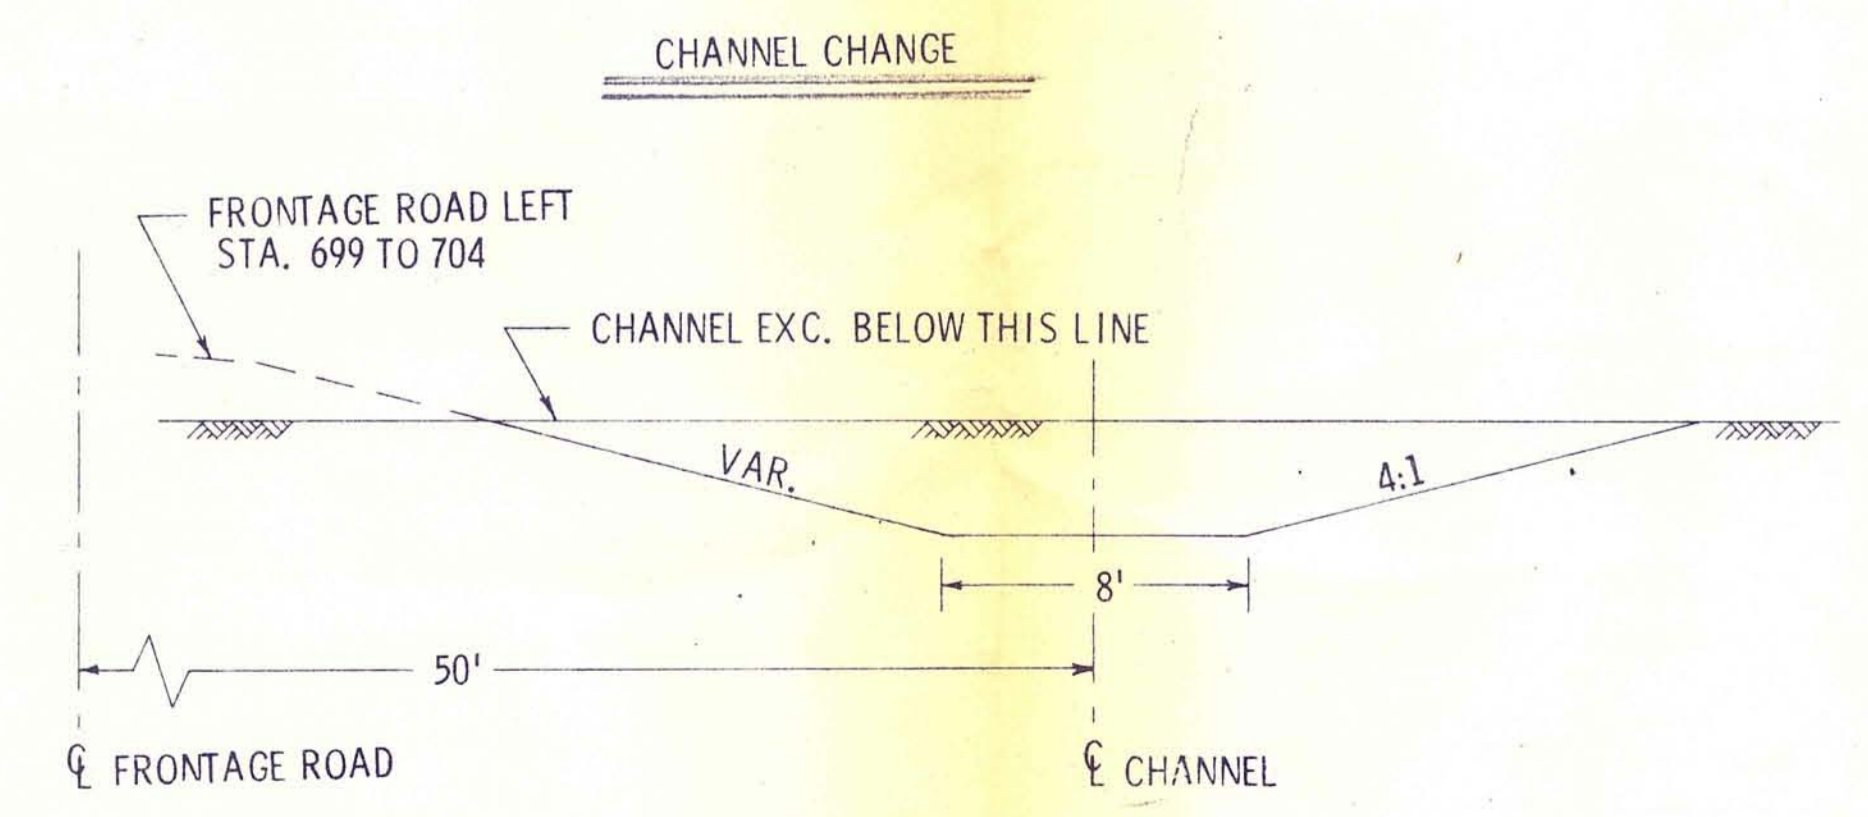 CHANNEL CHANGE
FRONTAGE ROAD LEFT
STA. 699 TO 704
CHANNEL EXC. BELOW THIS LINE
VAR.
4:1
8'
50'
℄ FRONTAGE ROAD
℄ CHANNEL